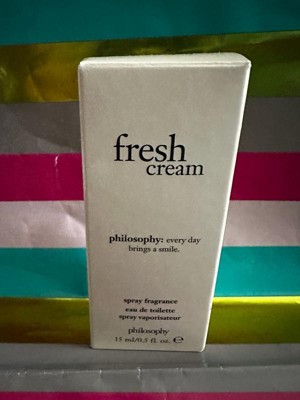 fresh
cream
philosophy: every day
brings a smile.
spray fragrance
eau de toilette
spray vaporisateur
philosophy
15 ml/0.5 fl. oz. ℮